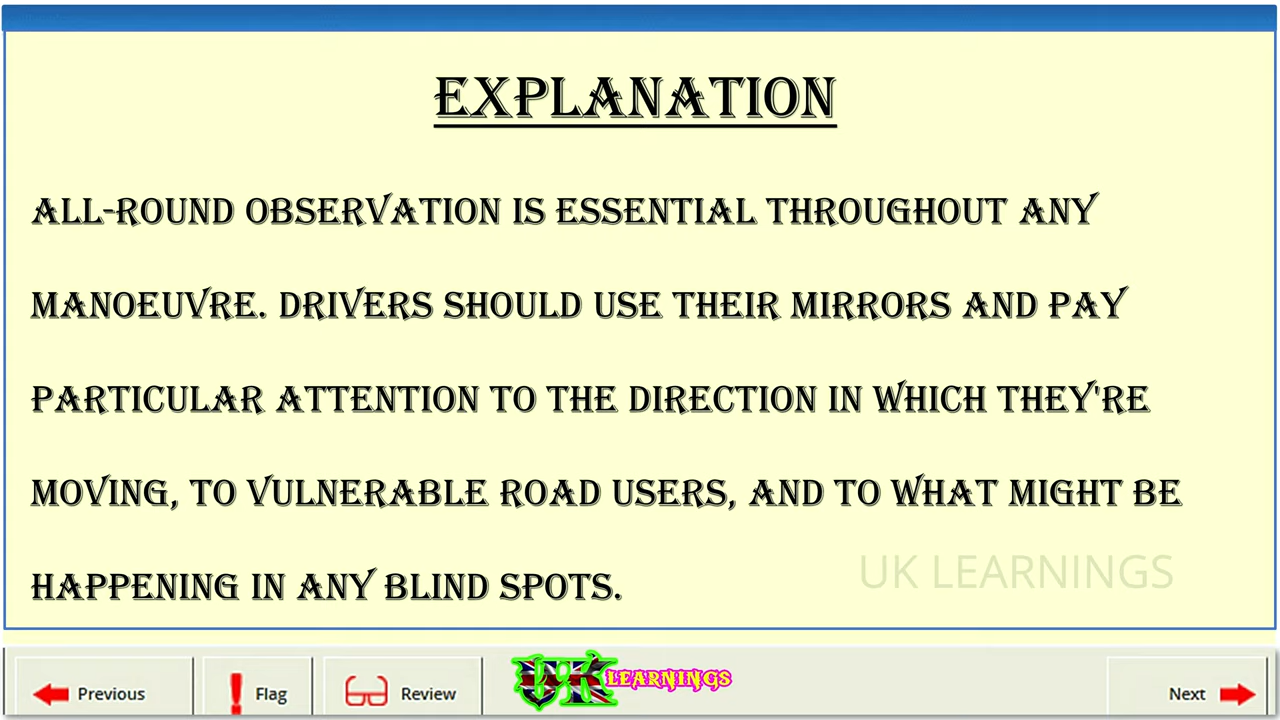 EXPLANATION
ALL-ROUND OBSERVATION IS ESSENTIAL THROUGHOUT ANY
MANOEUVRE. DRIVERS SHOULD USE THEIR MIRRORS AND PAY
PARTICULAR ATTENTION TO THE DIRECTION IN WHICH THEY'RE
MOVING, TO VULNERABLE ROAD USERS, AND TO WHAT MIGHT BE
HAPPENING IN ANY BLIND SPOTS.
UK LEARNINGS
Previous
Flag
Review
UK LEARNINGS
Next